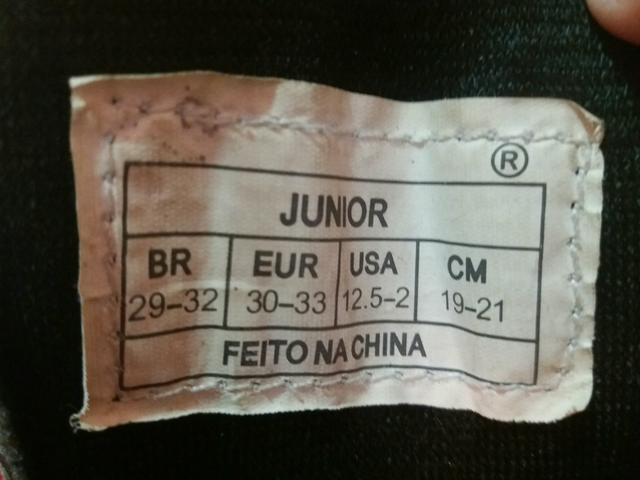 ®
JUNIOR
BR EUR USA CM
29–32 30–33 12.5–2 19–21
FEITO NA CHINA